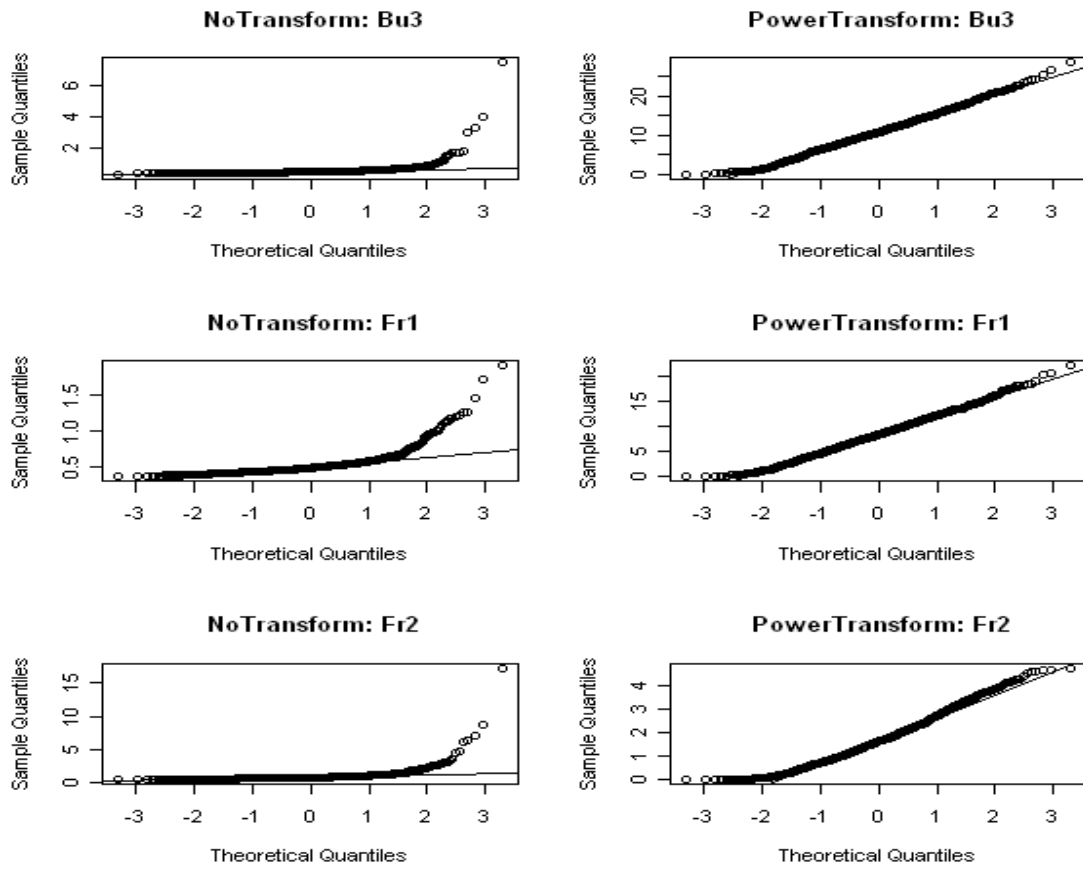 NoTransform: Bu3
PowerTransform: Bu3
Sample Quantiles
2 4 6
-3 -2 -1 0 1 2 3
Theoretical Quantiles
Sample Quantiles
0 10 20
-3 -2 -1 0 1 2 3
Theoretical Quantiles
NoTransform: Fr1
PowerTransform: Fr1
Sample Quantiles
0.5 1.0 1.5
-3 -2 -1 0 1 2 3
Theoretical Quantiles
Sample Quantiles
0 5 15
-3 -2 -1 0 1 2 3
Theoretical Quantiles
NoTransform: Fr2
PowerTransform: Fr2
Sample Quantiles
0 5 10 15
-3 -2 -1 0 1 2 3
Theoretical Quantiles
Sample Quantiles
0 1 2 3 4
-3 -2 -1 0 1 2 3
Theoretical Quantiles